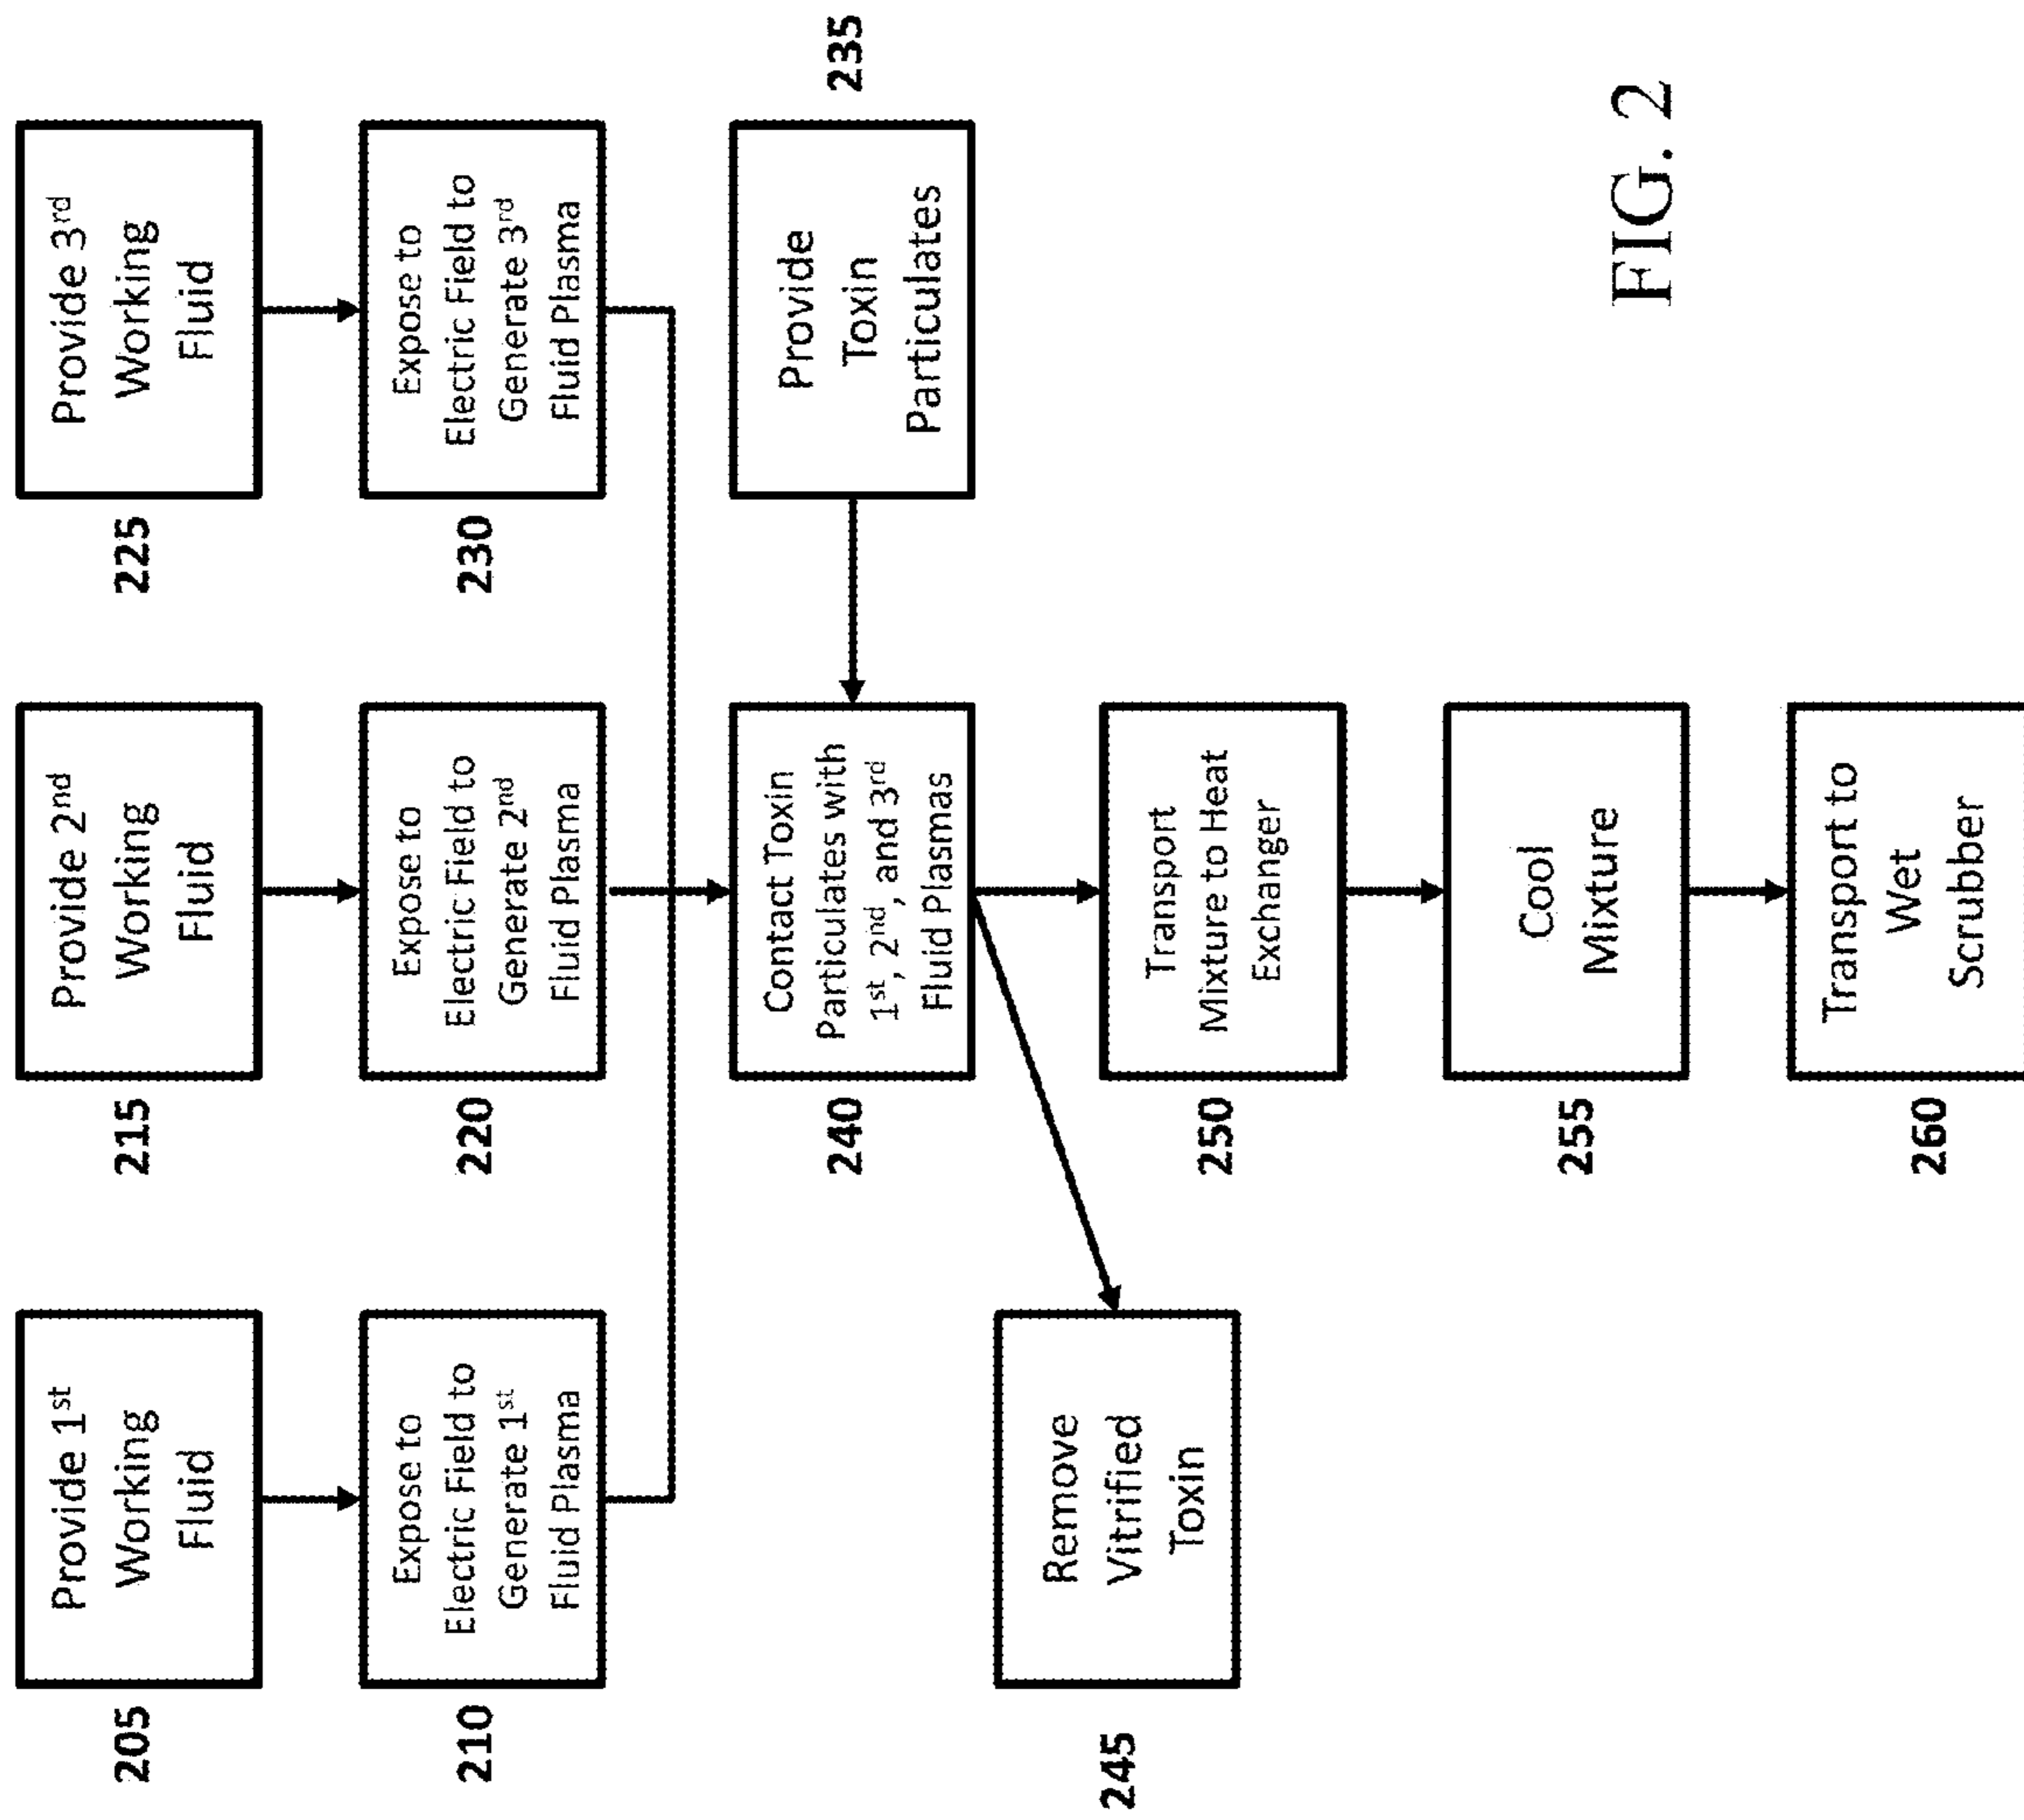 205
Provide 1st
Working
Fluid
215
Provide 2nd
Working
Fluid
225
Provide 3rd
Working
Fluid
210
Expose to
Electric Field to
Generate 1st
Fluid Plasma
220
Expose to
Electric Field to
Generate 2nd
Fluid Plasma
230
Expose to
Electric Field to
Generate 3rd
Fluid Plasma
240
Contact Toxin
Particulates with
1st, 2nd, and 3rd
Fluid Plasmas
Provide
Toxin
Particulates
235
245
Remove
Vitrified
Toxin
250
Transport
Mixture to Heat
Exchanger
255
Cool
Mixture
260
Transport to
Wet
Scrubber
FIG. 2